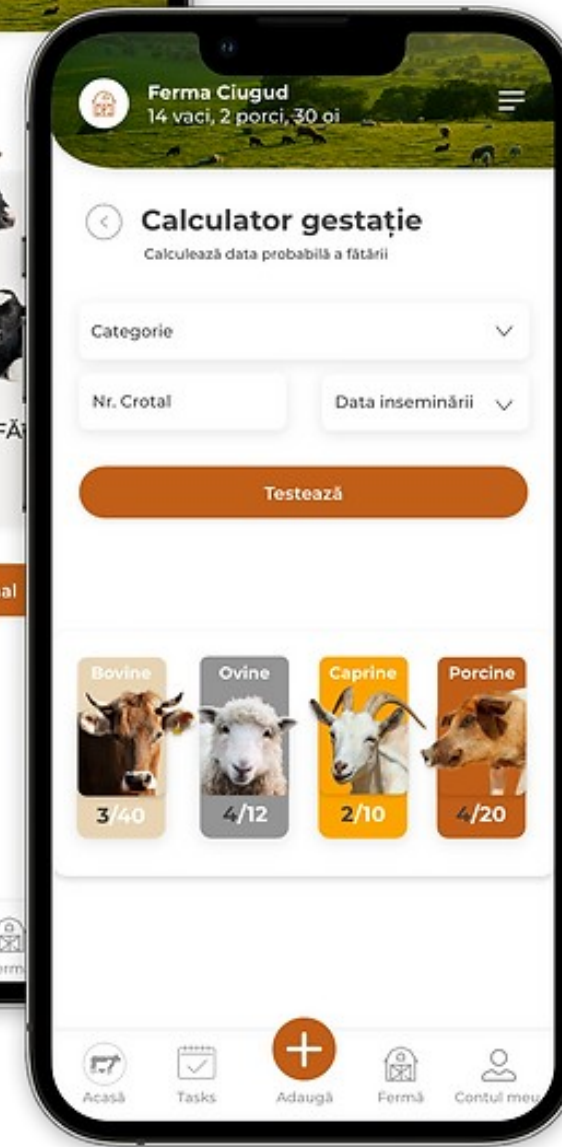 Ferma Ciugud
14 vaci, 2 porci, 30 oi
Calculator gestație
Calculează data probabilă a fătării
Categorie
Nr. Crotal
Data inseminării
Testează
Bovine
Ovine
Caprine
Porcine
3/40
4/12
2/10
4/20
Acasă
Tasks
Adaugă
Fermă
Contul meu